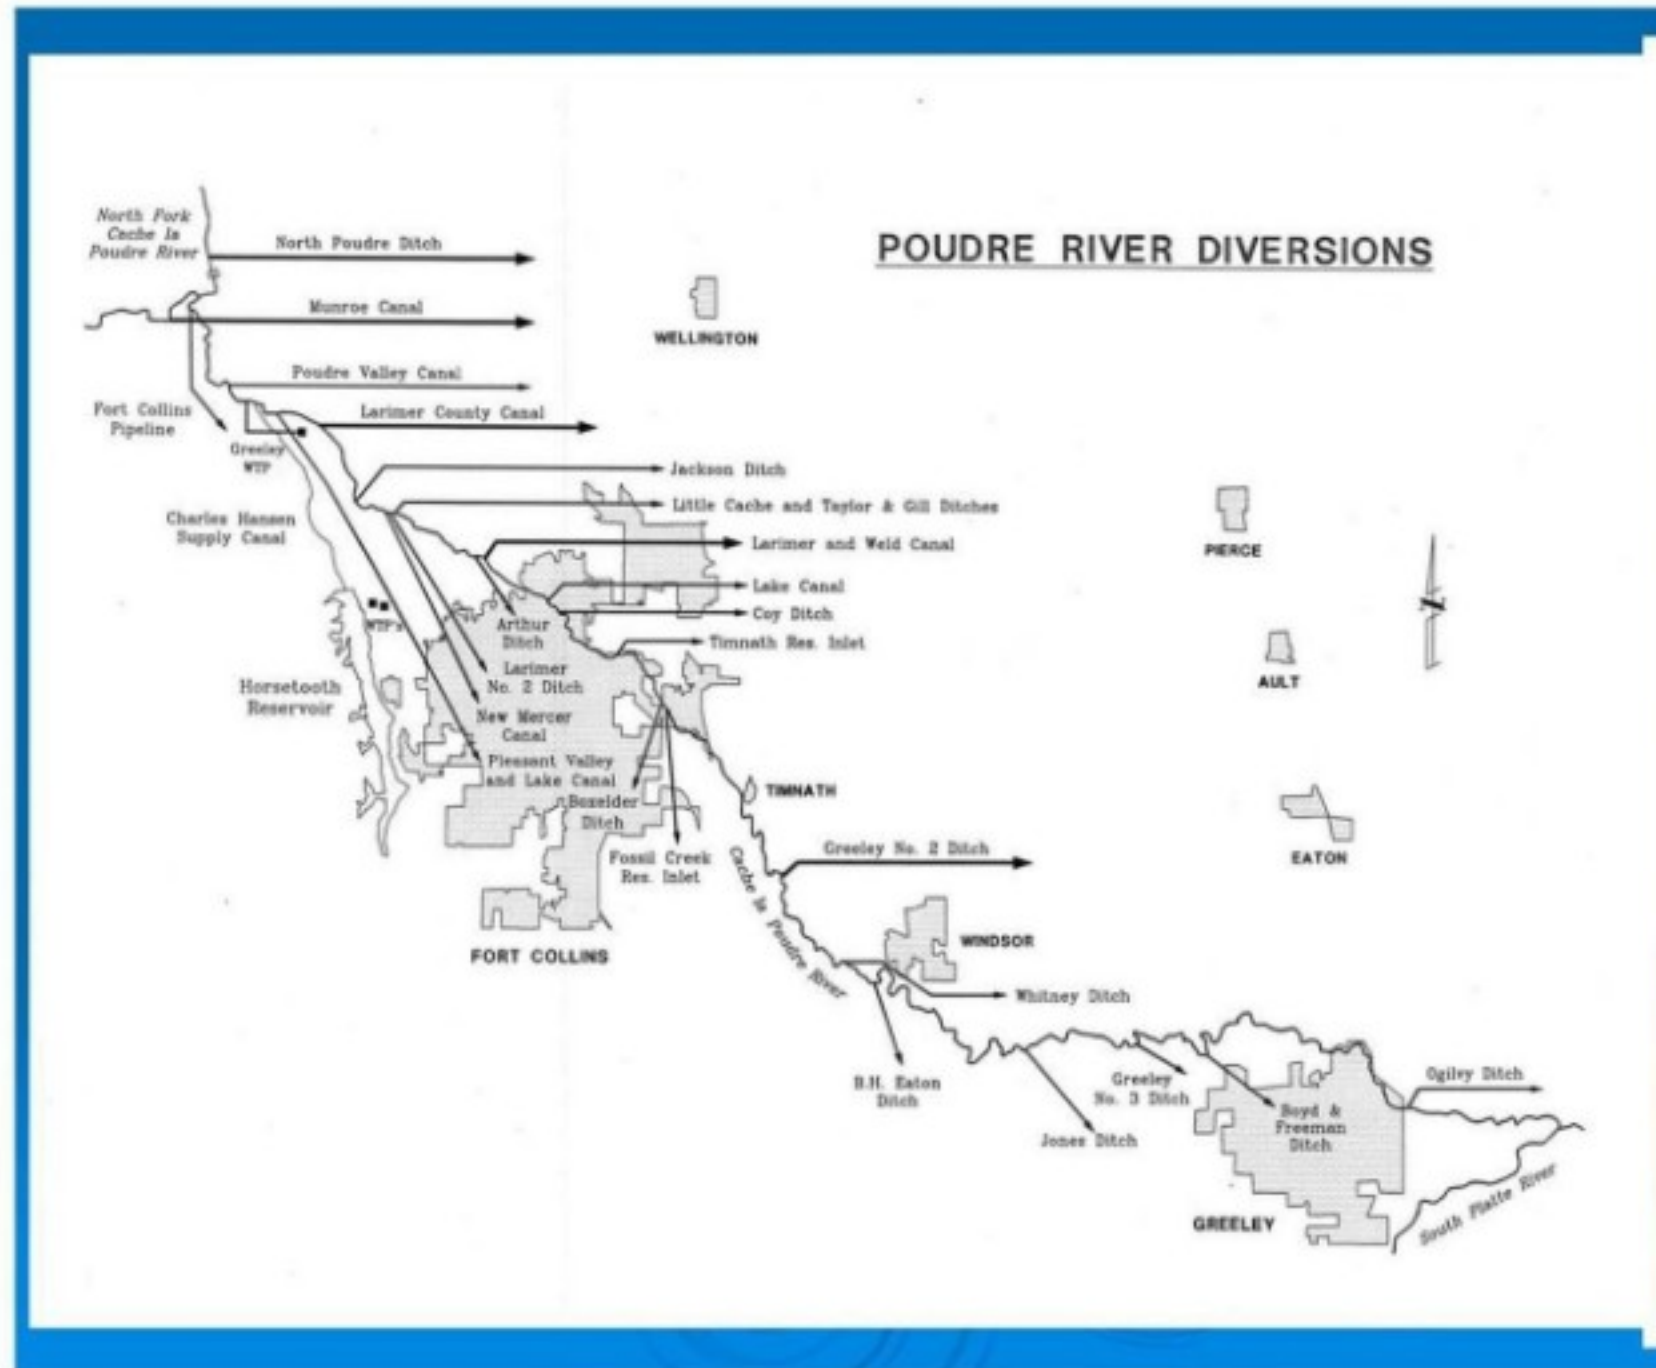 POUDRE RIVER DIVERSIONS
North Fork
Cache la
Poudre River
North Poudre Ditch
Munroe Canal
WELLINGTON
Poudre Valley Canal
Fort Collins
Pipeline
Larimer County Canal
Greeley
WTP
Jackson Ditch
Charles Hansen
Supply Canal
Little Cache and Taylor & Gill Ditches
Larimer and Weld Canal
PIERCE
Lake Canal
Coy Ditch
N
WTP's
Arthur
Ditch
Timnath Res. Inlet
AULT
Larimer
No. 2 Ditch
Horsetooth
Reservoir
New Mercer
Canal
Pleasant Valley
and Lake Canal
Boxelder
Ditch
TIMNATH
Fossil Creek
Res. Inlet
Greeley No. 2 Ditch
EATON
Cache la Poudre River
FORT COLLINS
WINDSOR
Whitney Ditch
B.H. Eaton
Ditch
Greeley
No. 3 Ditch
Jones Ditch
Boyd &
Freeman
Ditch
Ogilvy Ditch
GREELEY
South Platte River